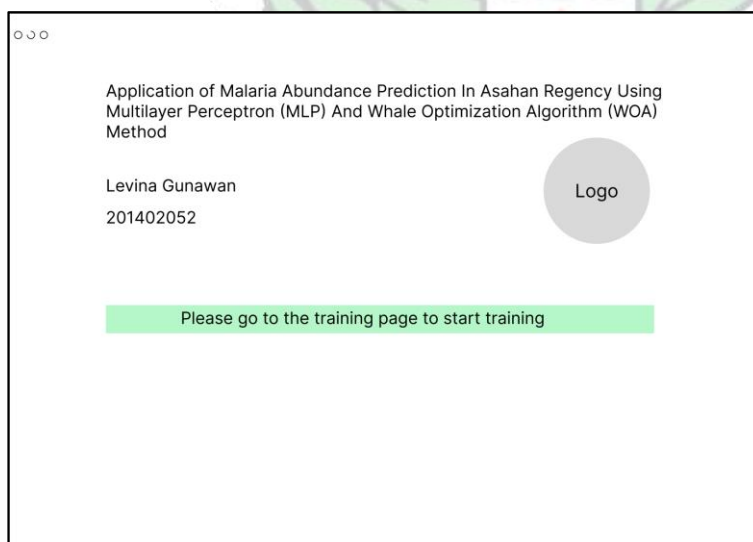 Application of Malaria Abundance Prediction In Asahan Regency Using
Multilayer Perceptron (MLP) And Whale Optimization Algorithm (WOA)
Method
Levina Gunawan
Logo
201402052
Please go to the training page to start training